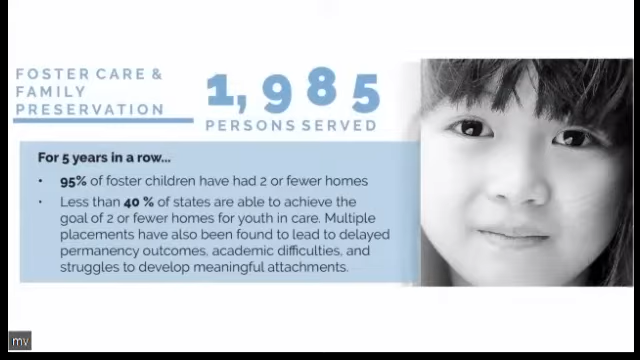 FOSTER CARE &
FAMILY
PRESERVATION
1,985
PERSONS SERVED
For 5 years in a row...
• 95% of foster children have had 2 or fewer homes
• Less than 40 % of states are able to achieve the
goal of 2 or fewer homes for youth in care. Multiple
placements have also been found to lead to delayed
permanency outcomes, academic difficulties, and
struggles to develop meaningful attachments.
mv